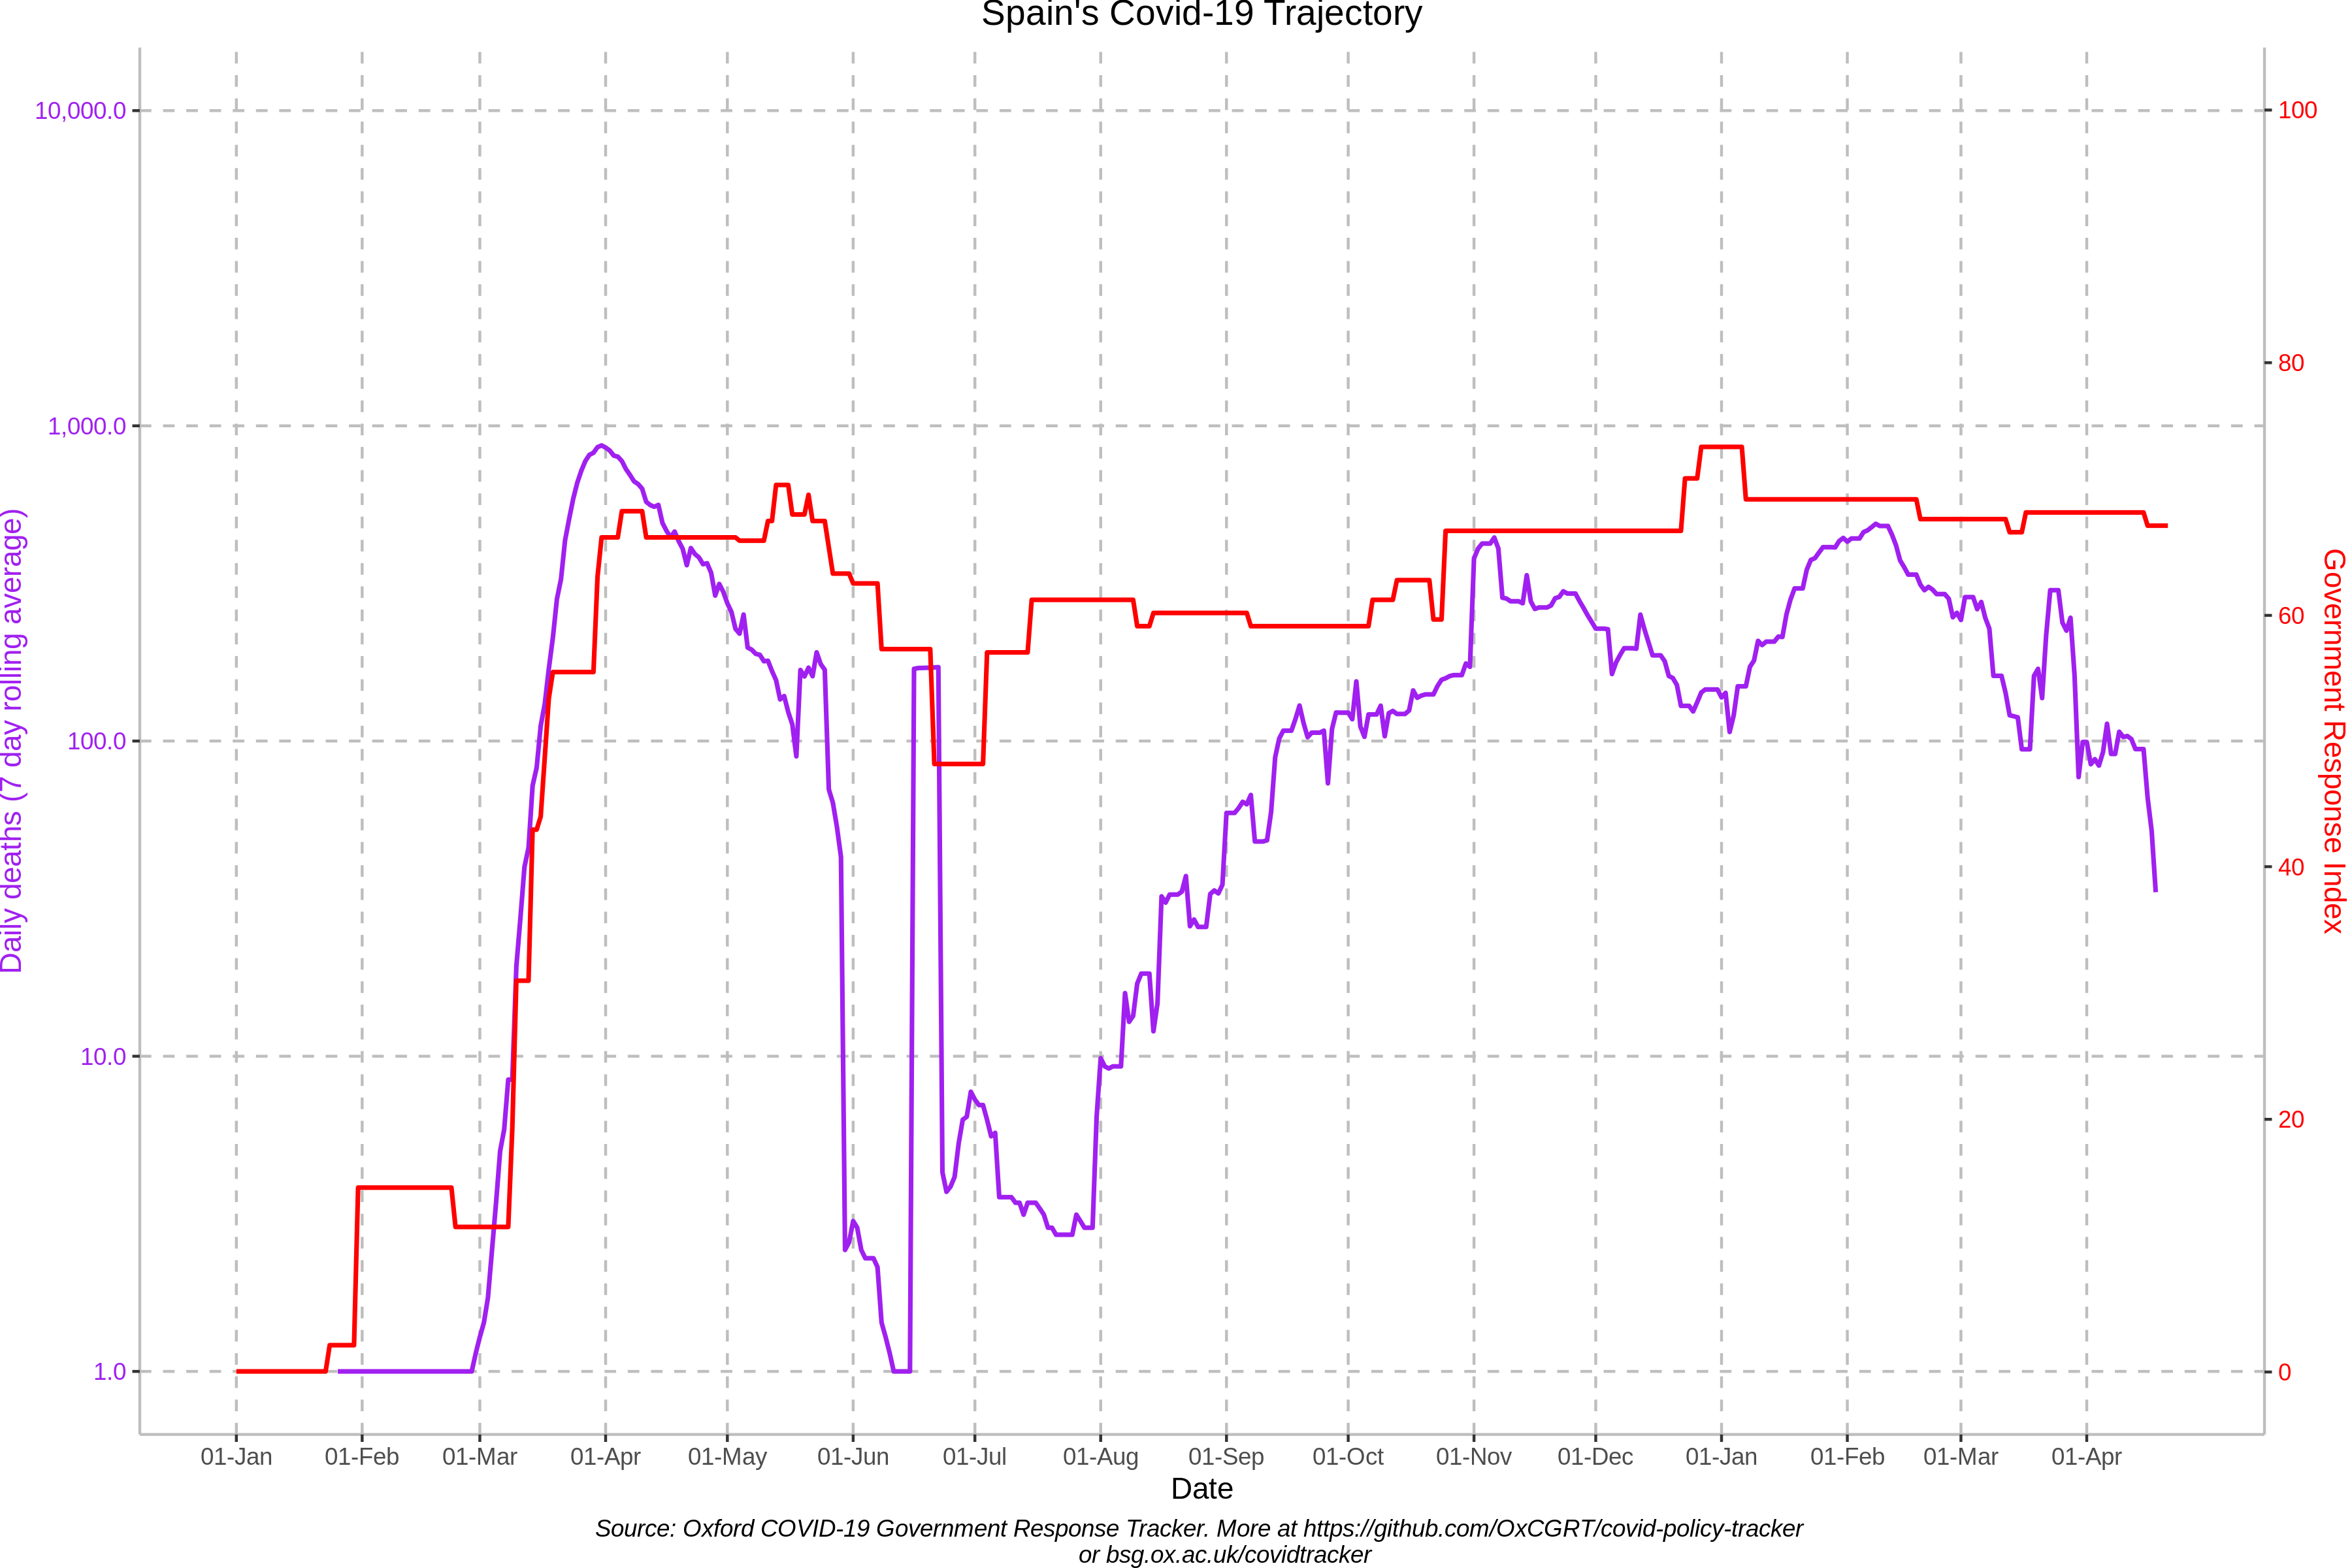 Spain's Covid-19 Trajectory
10,000.0
1,000.0
100.0
10.0
1.0
Daily deaths (7 day rolling average)
100
80
60
40
20
0
Government Response Index
01-Jan 01-Feb 01-Mar 01-Apr 01-May 01-Jun 01-Jul 01-Aug 01-Sep 01-Oct 01-Nov 01-Dec 01-Jan 01-Feb 01-Mar 01-Apr
Date
Source: Oxford COVID-19 Government Response Tracker. More at https://github.com/OxCGRT/covid-policy-tracker
or bsg.ox.ac.uk/covidtracker